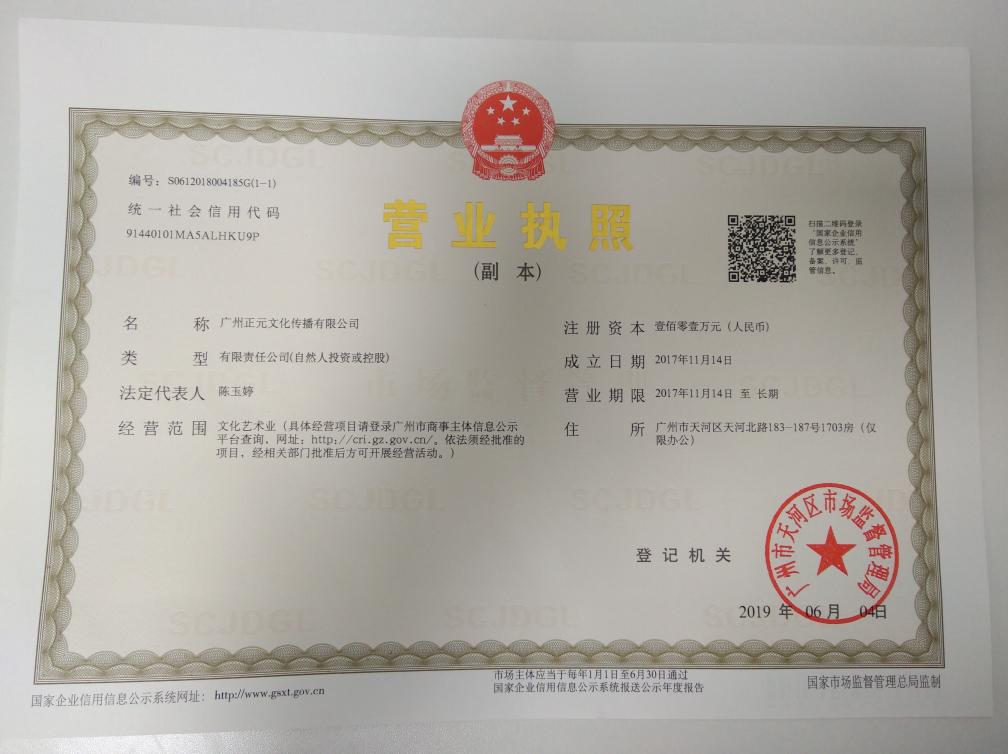 编号：S0612018004185G(1-1)
统一社会信用代码
91440101MA5ALHKU9P
营业执照
（副 本）
扫描二维码登录
‘国家企业信用
信息公示系统’
了解更多登记、
备案、许可、监
管信息。
名 称 广州正元文化传播有限公司
类 型 有限责任公司(自然人投资或控股)
法定代表人 陈玉婷
经营范围 文化艺术业（具体经营项目请登录广州市商事主体信息公示
平台查询，网址：http://cri.gz.gov.cn/。依法须经批准的
项目，经相关部门批准后方可开展经营活动。）
注册资本 壹佰零壹万元（人民币）
成立日期 2017年11月14日
营业期限 2017年11月14日 至 长期
住 所 广州市天河区天河北路183-187号1703房（仅
限办公）
登记机关
广州市天河区市场监督管理局
2019 年 06 月 04日
国家企业信用信息公示系统网址：http://www.gsxt.gov.cn
市场主体应当于每年1月1日至6月30日通过
国家企业信用信息公示系统报送公示年度报告
国家市场监督管理总局监制
SCJDGL
市场监督